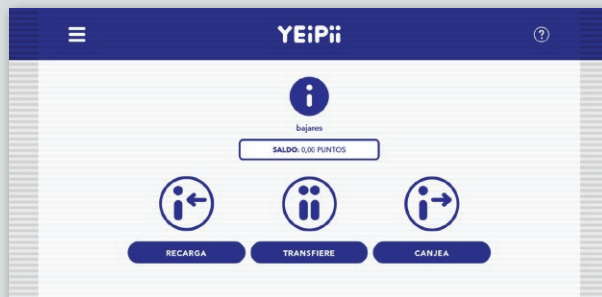 YEiPii
?
i
bajares
SALDO: 0,00 PUNTOS
RECARGA
TRANSFIERE
CANJEA